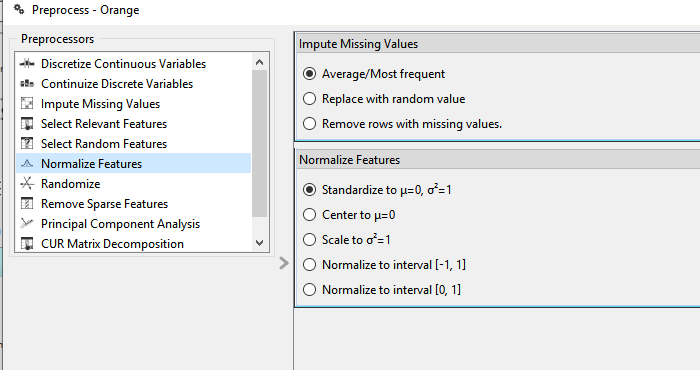 Preprocess - Orange
Preprocessors
Discretize Continuous Variables
Continuize Discrete Variables
Impute Missing Values
Select Relevant Features
Select Random Features
Normalize Features
Randomize
Remove Sparse Features
Principal Component Analysis
CUR Matrix Decomposition
Impute Missing Values
Average/Most frequent
Replace with random value
Remove rows with missing values.
Normalize Features
Standardize to μ=0, σ²=1
Center to μ=0
Scale to σ²=1
Normalize to interval [-1, 1]
Normalize to interval [0, 1]